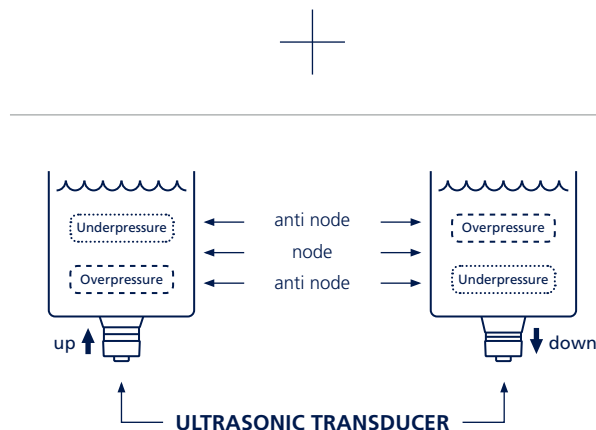 Underpressure
anti node
Overpressure
node
Overpressure
anti node
Underpressure
up
down
ULTRASONIC TRANSDUCER